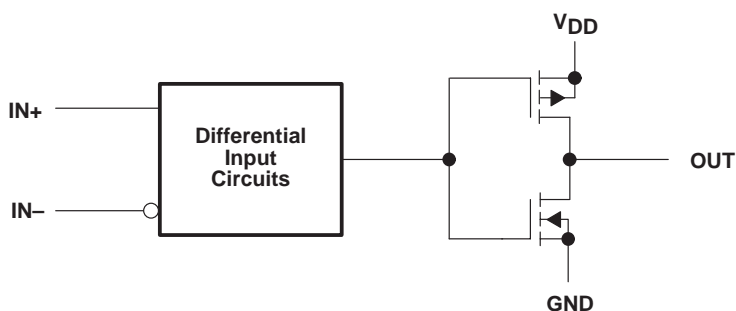 VDD
IN+
Differential
Input
Circuits
OUT
IN–
GND